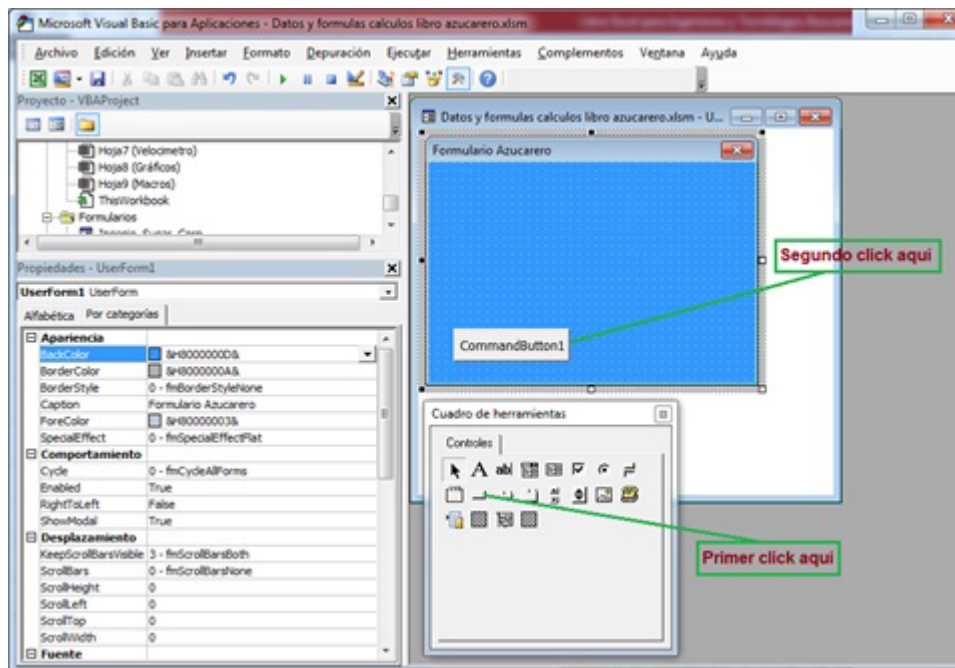 Microsoft Visual Basic para Aplicaciones - Datos y formulas calculos libro azucarero.xlsm
Archivo Edición Ver Insertar Formato Depuración Ejecutar Herramientas Complementos Ventana Ayuda
Proyecto - VBAProject
Hoja7 (Velocimetro)
Hoja8 (Gráficos)
Hoja9 (Macros)
ThisWorkbook
Formularios
Propiedades - UserForm1
UserForm1 UserForm
Alfabética Por categorías
Apariencia
BackColor &H8000000D&
BorderColor &H8000000A&
BorderStyle 0 - fmBorderStyleNone
Caption Formulario Azucarero
ForeColor &H80000003&
SpecialEffect 0 - fmSpecialEffectFlat
Comportamiento
Cycle 0 - fmCycleAllForms
Enabled True
RightToLeft False
ShowModal True
Desplazamiento
KeepScrollBarsVisible 3 - fmScrollBarsBoth
ScrollBars 0 - fmScrollBarsNone
ScrollHeight 0
ScrollLeft 0
ScrollTop 0
ScrollWidth 0
Fuente
Datos y formulas calculos libro azucarero.xlsm - U...
Formulario Azucarero
Segundo click aqui
CommandButton1
Cuadro de herramientas
Controles
A abl
Primer click aqui